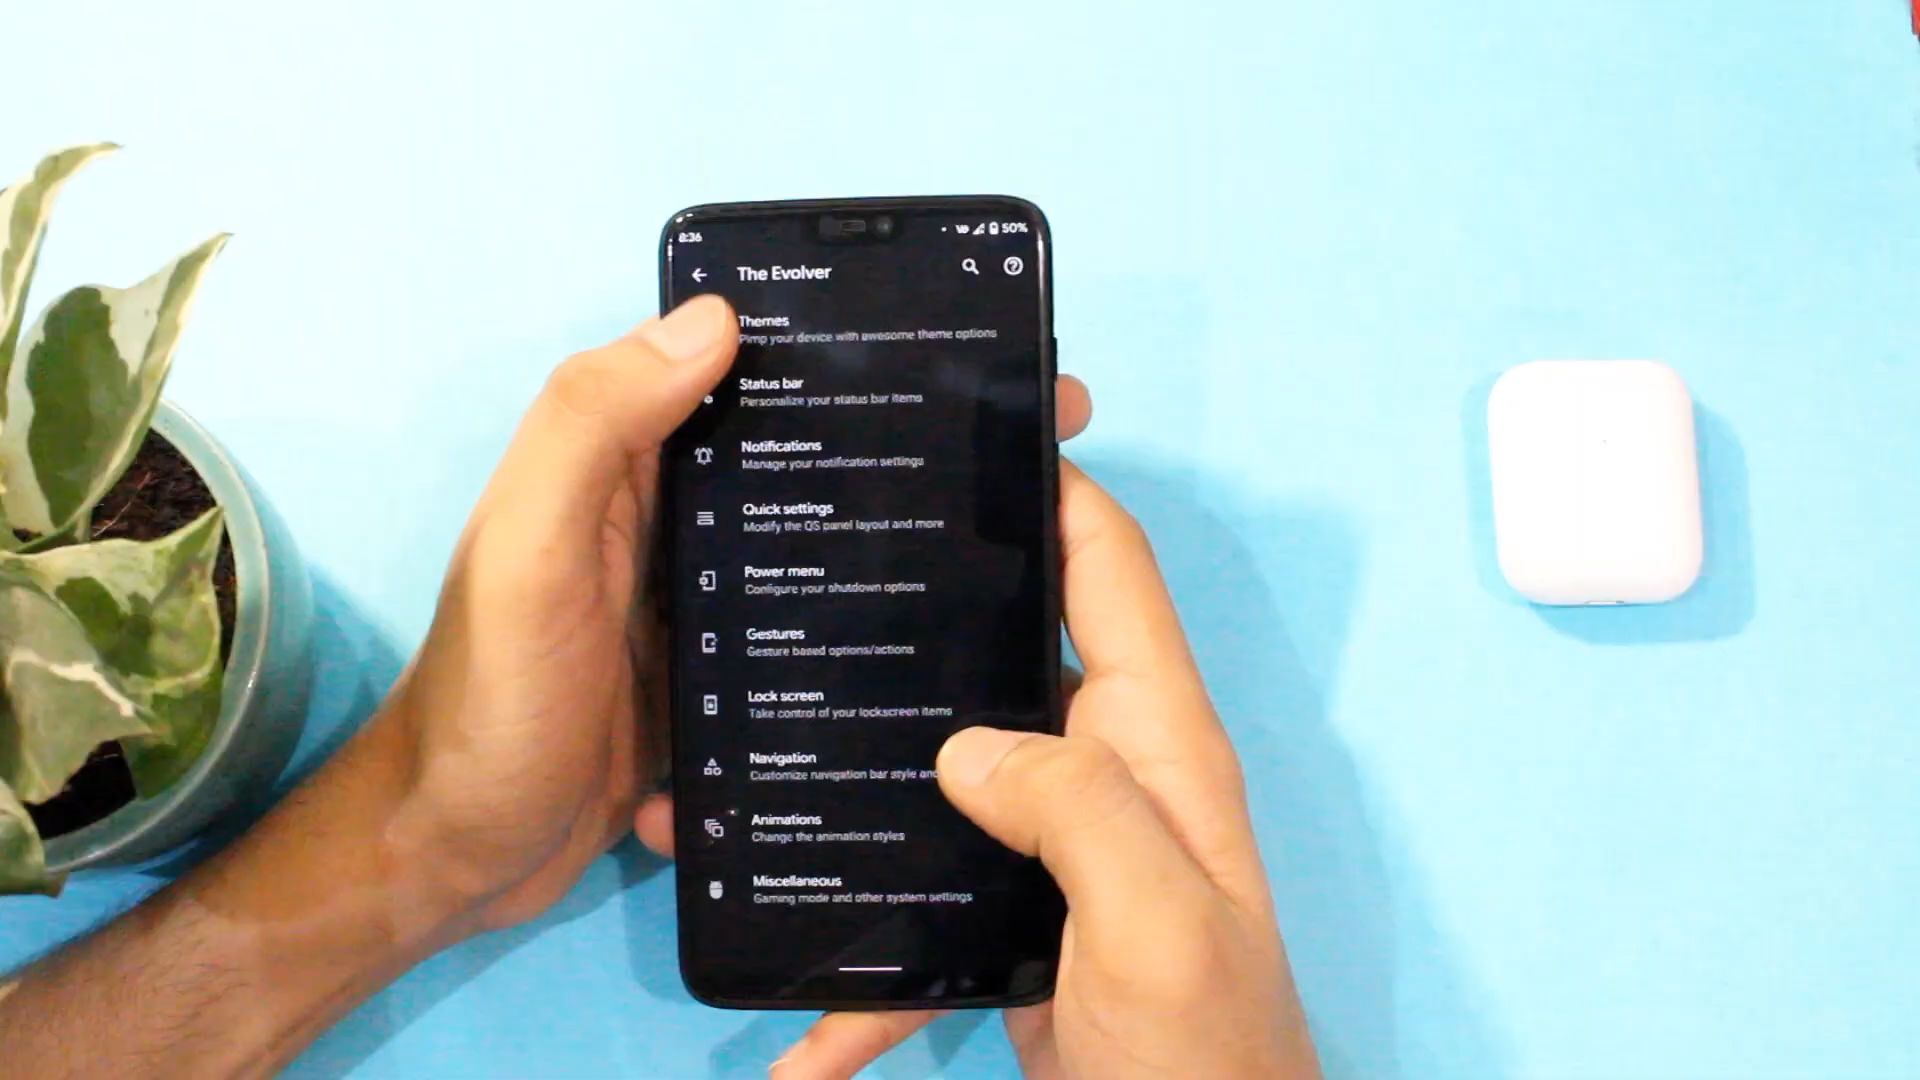 8:36
50%
The Evolver
Themes
Pimp your device with awesome theme options
Status bar
Personalize your status bar items
Notifications
Manage your notification settings
Quick settings
Modify the QS panel layout and more
Power menu
Configure your shutdown options
Gestures
Gesture based options/actions
Lock screen
Take control of your lockscreen items
Navigation
Customize navigation bar style and
Animations
Change the animation styles
Miscellaneous
Gaming mode and other system settings